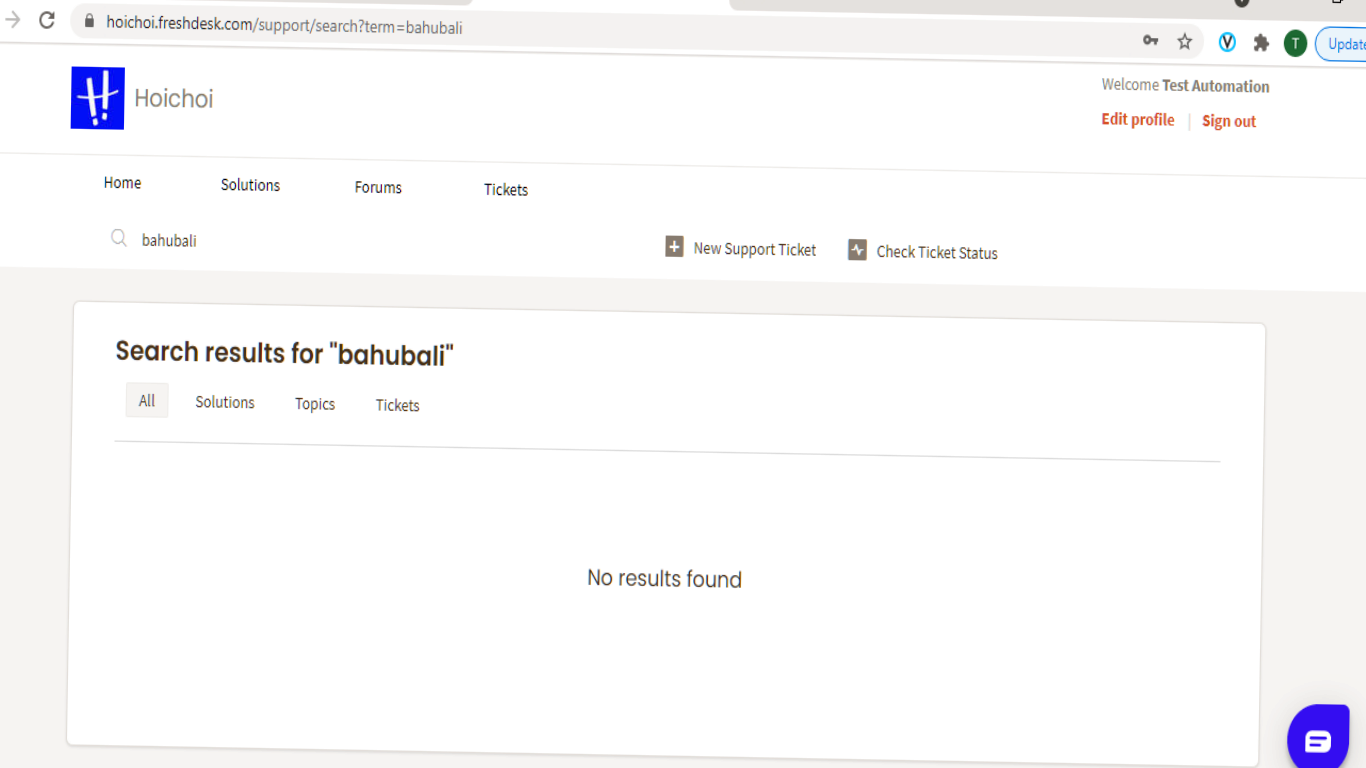 hoichoi.freshdesk.com/support/search?term=bahubali
T
Update
Hoichoi
Welcome Test Automation
Edit profile | Sign out
Home Solutions Forums Tickets
bahubali
New Support Ticket Check Ticket Status
Search results for "bahubali"
All Solutions Topics Tickets
No results found